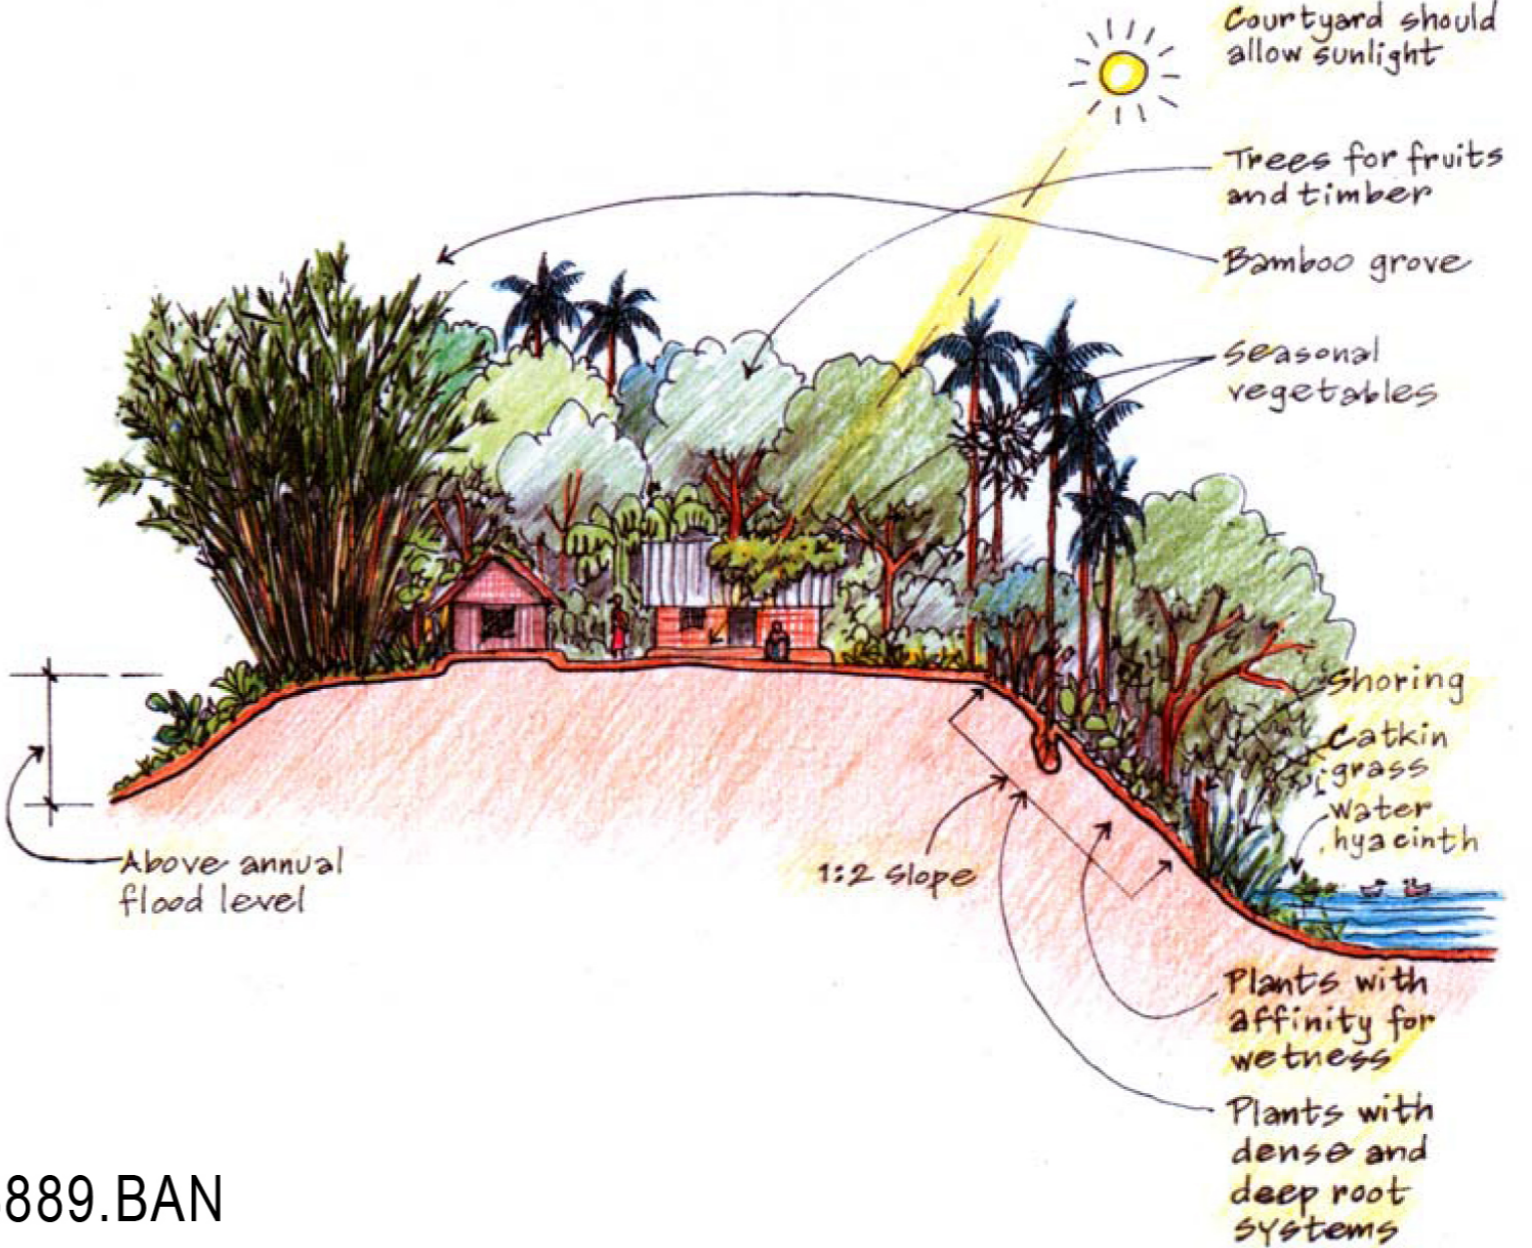 Courtyard should
allow sunlight
Trees for fruits
and timber
Bamboo grove
Seasonal
vegetables
Shoring
Catkin
grass
Water
hyacinth
Above annual
flood level
1:2 slope
Plants with
affinity for
wetness
Plants with
dense and
deep root
systems
889.BAN